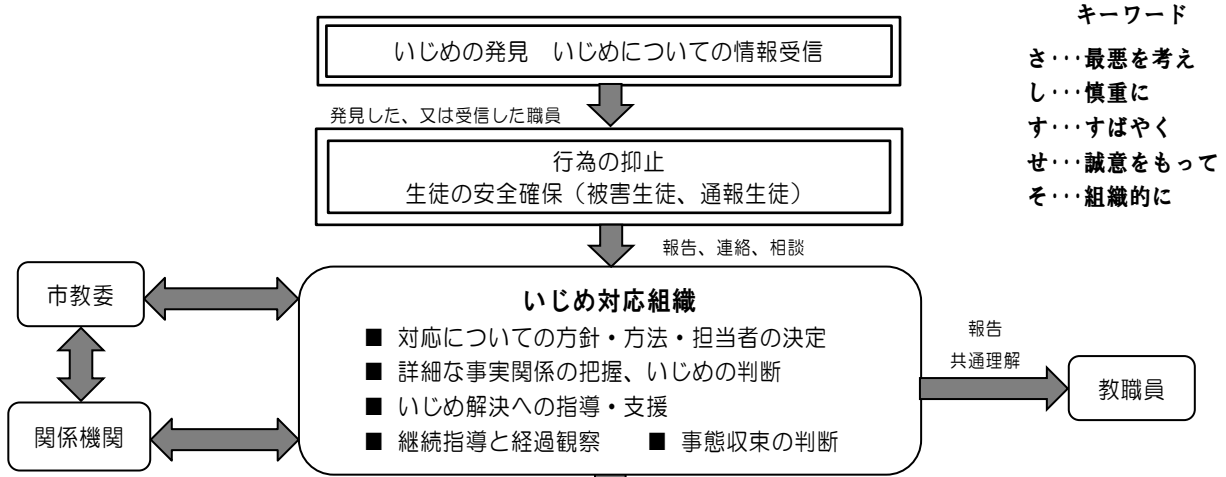 キーワード
さ･･･最悪を考え
し･･･慎重に
す･･･すばやく
せ･･･誠意をもって
そ･･･組織的に
いじめの発見　いじめについての情報受信
発見した、又は受信した職員
行為の抑止
生徒の安全確保（被害生徒、通報生徒）
報告、連絡、相談
市教委
関係機関
いじめ対応組織
■ 対応についての方針・方法・担当者の決定
■ 詳細な事実関係の把握、いじめの判断
■ いじめ解決への指導・支援
■ 継続指導と経過観察　■ 事態収束の判断
報告
共通理解
教職員